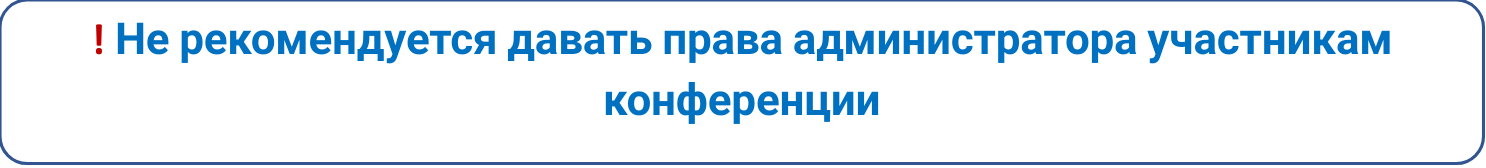 ! Не рекомендуется давать права администратора участникам
конференции